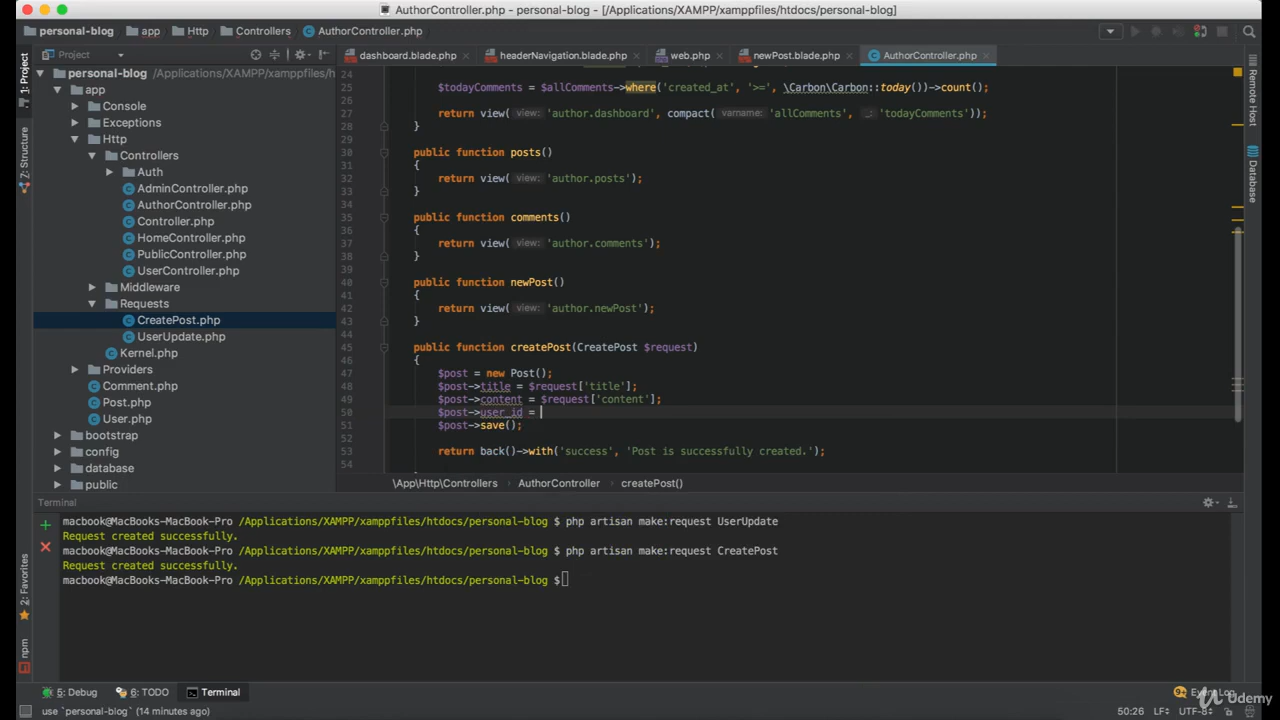 AuthorController.php - personal-blog - [/Applications/XAMPP/xamppfiles/htdocs/personal-blog]
personal-blog app Http Controllers AuthorController.php
Project
dashboard.blade.php headerNavigation.blade.php web.php newPost.blade.php AuthorController.php
1: Project
Z: Structure
2: Favorites
npm
Remote Host
Database
personal-blog /Applications/XAMPP/xamppfiles/h
app
Console
Exceptions
Http
Controllers
Auth
AdminController.php
AuthorController.php
Controller.php
HomeController.php
PublicController.php
UserController.php
Middleware
Requests
CreatePost.php
UserUpdate.php
Kernel.php
Providers
Comment.php
Post.php
User.php
bootstrap
config
database
public
24
25 $todayComments = $allComments->where('created_at', '>=', \Carbon\Carbon::today())->count();
26
27 return view( view: 'author.dashboard', compact( varname: 'allComments', _: 'todayComments'));
28 }
29
30 public function posts()
31 {
32 return view( view: 'author.posts');
33 }
34
35 public function comments()
36 {
37 return view( view: 'author.comments');
38 }
39
40 public function newPost()
41 {
42 return view( view: 'author.newPost');
43 }
44
45 public function createPost(CreatePost $request)
46 {
47 $post = new Post();
48 $post->title = $request['title'];
49 $post->content = $request['content'];
50 $post->user_id =
51 $post->save();
52
53 return back()->with('success', 'Post is successfully created.');
54
\App\Http\Controllers AuthorController createPost()
Terminal
macbook@MacBooks-MacBook-Pro /Applications/XAMPP/xamppfiles/htdocs/personal-blog $ php artisan make:request UserUpdate
Request created successfully.
macbook@MacBooks-MacBook-Pro /Applications/XAMPP/xamppfiles/htdocs/personal-blog $ php artisan make:request CreatePost
Request created successfully.
macbook@MacBooks-MacBook-Pro /Applications/XAMPP/xamppfiles/htdocs/personal-blog $
5: Debug 6: TODO Terminal 9+ Event Log
use `personal-blog` (14 minutes ago) 50:26 LF÷ UTF-8÷
Udemy